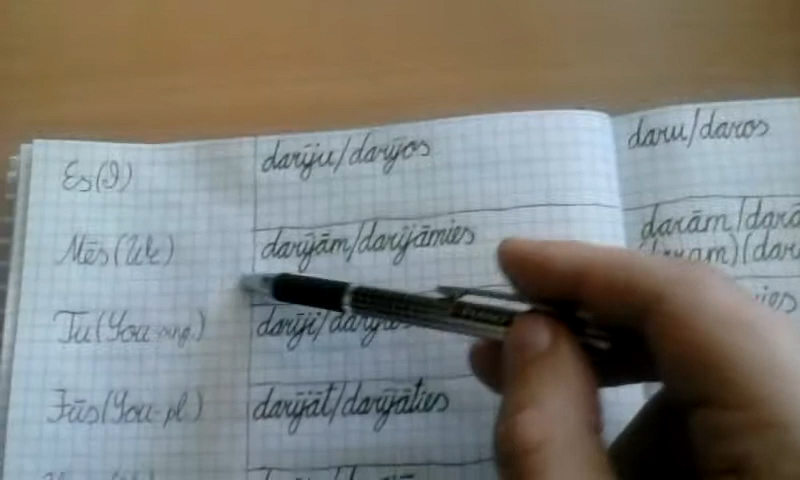 Es (I) darīju/darījos daru/daros
Mēs (We) darījām/darījāmies darām/
Tu (You-sing.) darīji/
Jūs (You-pl.) darījāt/darījāties